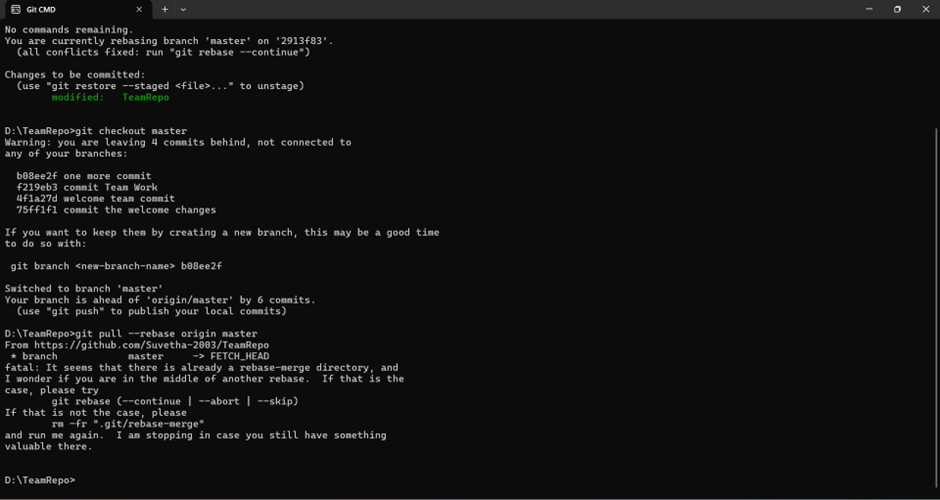 Git CMD
No commands remaining.
You are currently rebasing branch 'master' on '2913f83'.
(all conflicts fixed: run "git rebase --continue")
Changes to be committed:
(use "git restore --staged <file>..." to unstage)
modified: TeamRepo
D:\TeamRepo>git checkout master
Warning: you are leaving 4 commits behind, not connected to
any of your branches:
b08ee2f one more commit
f219eb3 commit Team Work
4f1a27d welcome team commit
75ff1f1 commit the welcome changes
If you want to keep them by creating a new branch, this may be a good time
to do so with:
git branch <new-branch-name> b08ee2f
Switched to branch 'master'
Your branch is ahead of 'origin/master' by 6 commits.
(use "git push" to publish your local commits)
D:\TeamRepo>git pull --rebase origin master
From https://github.com/Suvetha-2003/TeamRepo
* branch master -> FETCH_HEAD
fatal: It seems that there is already a rebase-merge directory, and
I wonder if you are in the middle of another rebase. If that is the
case, please try
git rebase (--continue | --abort | --skip)
If that is not the case, please
rm -fr ".git/rebase-merge"
and run me again. I am stopping in case you still have something
valuable there.
D:\TeamRepo>